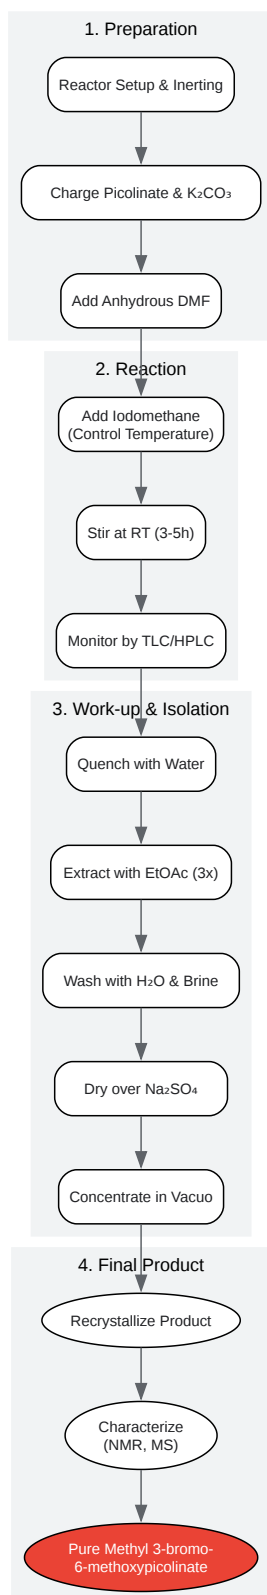 1. Preparation
Reactor Setup & Inerting
Charge Picolinate & K₂CO₃
Add Anhydrous DMF
2. Reaction
Add Iodomethane
(Control Temperature)
Stir at RT (3-5h)
Monitor by TLC/HPLC
3. Work-up & Isolation
Quench with Water
Extract with EtOAc (3x)
Wash with H₂O & Brine
Dry over Na₂SO₄
Concentrate in Vacuo
4. Final Product
Recrystallize Product
Characterize
(NMR, MS)
Pure Methyl 3-bromo-
6-methoxypicolinate